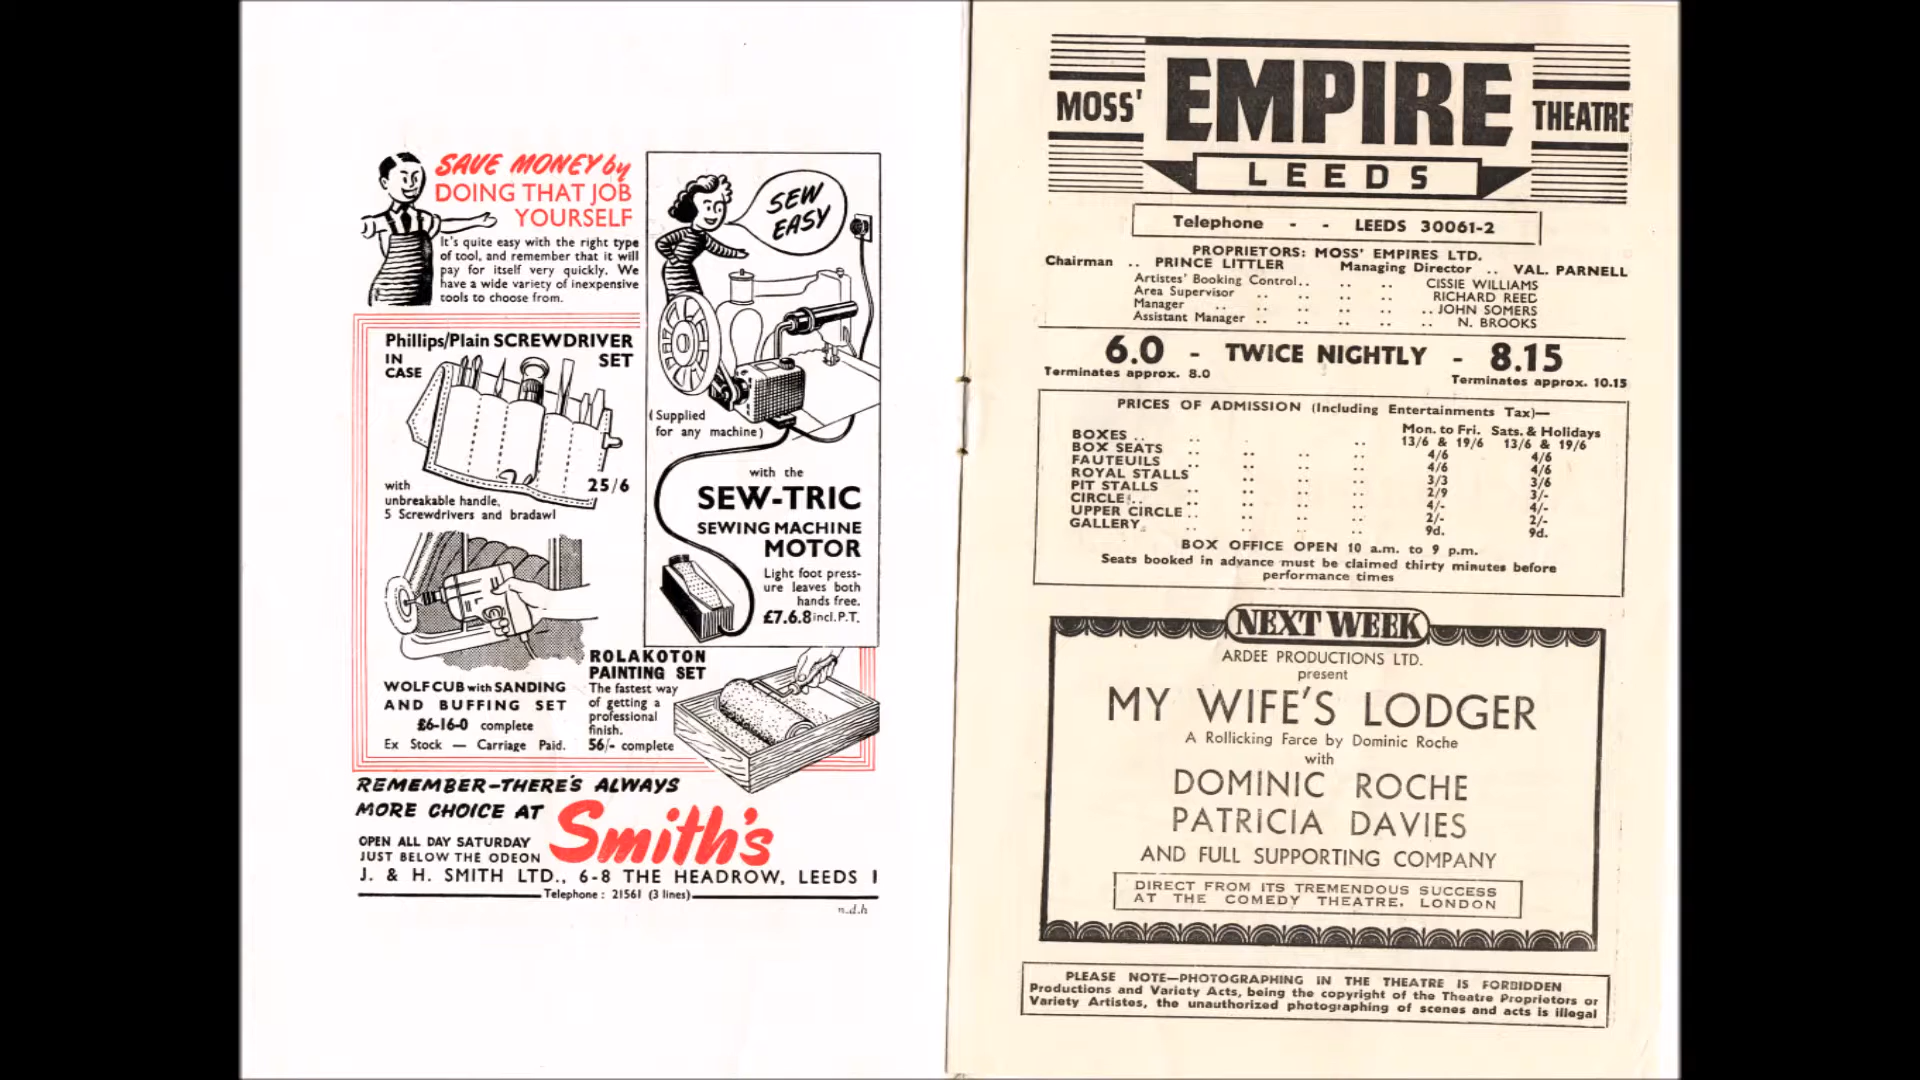 SAVE MONEY by
DOING THAT JOB
YOURSELF
It's quite easy with the right type
of tool, and remember that it will
pay for itself very quickly. We
have a wide variety of inexpensive
tools to choose from.
SEW
EASY
Phillips/Plain SCREWDRIVER
IN SET
CASE
with 25/6
unbreakable handle,
5 Screwdrivers and bradawl
(Supplied
for any machine)
with the
SEW-TRIC
SEWING MACHINE
MOTOR
Light foot press-
ure leaves both
hands free.
£7.6.8 incl. P.T.
WOLF CUB with SANDING
AND BUFFING SET
£6-16-0 complete
Ex Stock — Carriage Paid.
ROLAKOTON
PAINTING SET
The fastest way
of getting a
professional
finish.
56/- complete
REMEMBER-THERE'S ALWAYS
MORE CHOICE AT
Smith's
OPEN ALL DAY SATURDAY
JUST BELOW THE ODEON
J. & H. SMITH LTD., 6-8 THE HEADROW, LEEDS 1
Telephone : 21561 (3 lines)
n.d.h
MOSS' EMPIRE THEATRE
LEEDS
Telephone - - LEEDS 30061-2
PROPRIETORS: MOSS' EMPIRES LTD.
Chairman .. PRINCE LITTLER Managing Director .. VAL. PARNELL
Artistes' Booking Control .. .. .. CISSIE WILLIAMS
Area Supervisor .. .. .. .. RICHARD REED
Manager .. .. .. .. .. JOHN SOMERS
Assistant Manager .. .. .. .. .. N. BROOKS
6.0 - TWICE NIGHTLY - 8.15
Terminates approx. 8.0 Terminates approx. 10.15
PRICES OF ADMISSION (Including Entertainments Tax)—
Mon. to Fri. Sats. & Holidays
BOXES .. .. . .. 13/6 & 19/6 13/6 & 19/6
BOX SEATS .. .. .. .. 4/6 4/6
FAUTEUILS .. .. .. .. 4/6 4/6
ROYAL STALLS .. .. .. 3/3 3/6
PIT STALLS .. .. .. .. 2/9 3/-
CIRCLE .. .. .. .. .. 4/- 4/-
UPPER CIRCLE .. .. .. .. 2/- 2/-
GALLERY .. .. .. .. 9d. 9d.
BOX OFFICE OPEN 10 a.m. to 9 p.m.
Seats booked in advance must be claimed thirty minutes before
performance times
NEXT WEEK
ARDEE PRODUCTIONS LTD.
present
MY WIFE'S LODGER
A Rollicking Farce by Dominic Roche
with
DOMINIC ROCHE
PATRICIA DAVIES
AND FULL SUPPORTING COMPANY
DIRECT FROM ITS TREMENDOUS SUCCESS
AT THE COMEDY THEATRE, LONDON
PLEASE NOTE—PHOTOGRAPHING IN THE THEATRE IS FORBIDDEN
Productions and Variety Acts, being the copyright of the Theatre Proprietors or
Variety Artistes, the unauthorized photographing of scenes and acts is illegal